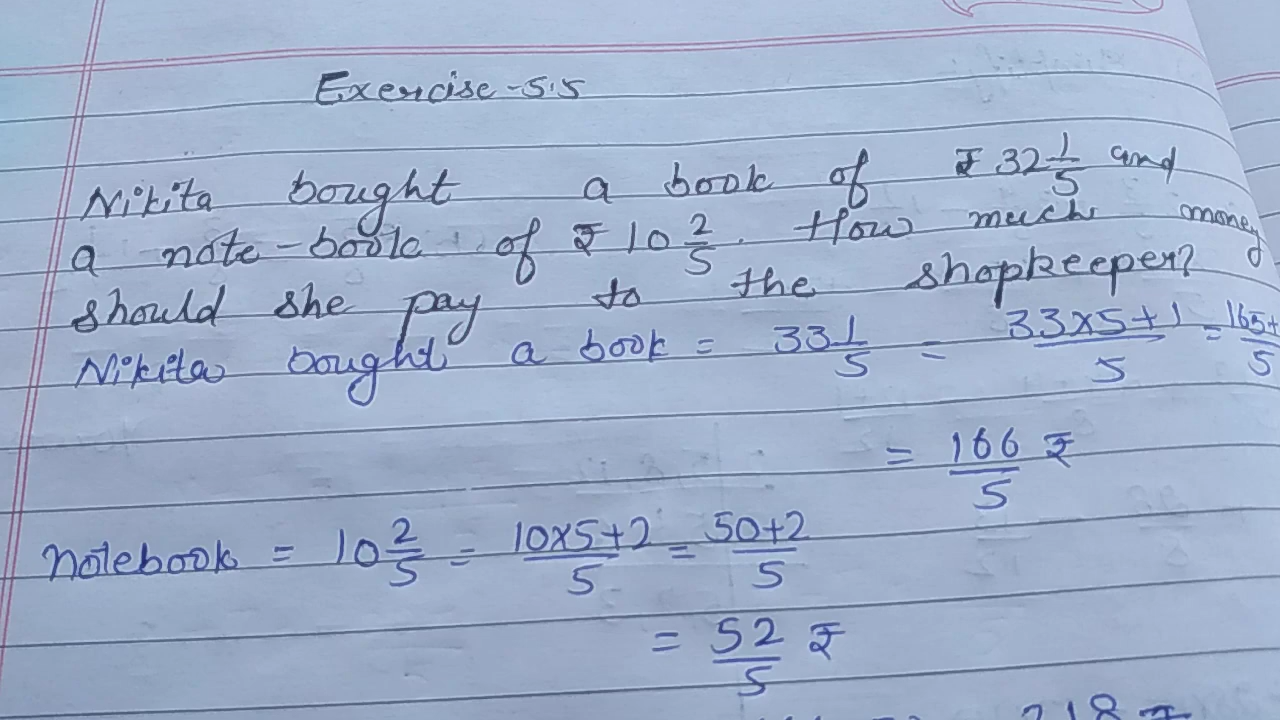 Exercise-5.5
Nikita bought a book of ₹ 32 1/5 and
a note-book of ₹ 10 2/5. How much money
should she pay to the shopkeeper?
Nikita bought a book = 33 1/5 = 33×5+1/5 = 165+/5
= 166/5 ₹
Notebook = 10 2/5 = 10×5+2/5 = 50+2/5
= 52/5 ₹
218 ₹